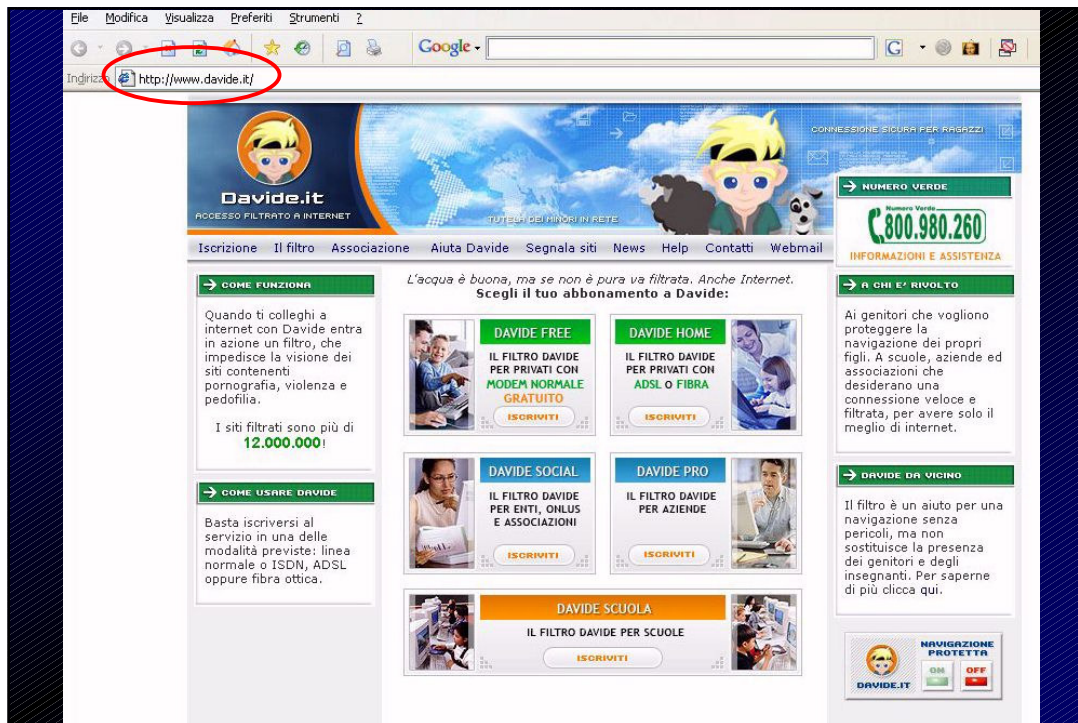 File Modifica Visualizza Preferiti Strumenti ?
Google
Indirizzo http://www.davide.it/
Davide.it
ACCESSO FILTRATO A INTERNET
TUTELA DEI MINORI IN RETE
CONNESSIONE SICURA PER RAGAZZI
Iscrizione Il filtro Associazione Aiuta Davide Segnala siti News Help Contatti Webmail
NUMERO VERDE
Numero Verde
800.980.260
INFORMAZIONI E ASSISTENZA
COME FUNZIONA
Quando ti colleghi a
internet con Davide entra
in azione un filtro, che
impedisce la visione dei
siti contenenti
pornografia, violenza e
pedofilia.
I siti filtrati sono più di
12.000.000!
COME USARE DAVIDE
Basta iscriversi al
servizio in una delle
modalità previste: linea
normale o ISDN, ADSL
oppure fibra ottica.
L'acqua è buona, ma se non è pura va filtrata. Anche Internet.
Scegli il tuo abbonamento a Davide:
DAVIDE FREE
IL FILTRO DAVIDE
PER PRIVATI CON
MODEM NORMALE
GRATUITO
ISCRIVITI
DAVIDE HOME
IL FILTRO DAVIDE
PER PRIVATI CON
ADSL O FIBRA
ISCRIVITI
DAVIDE SOCIAL
IL FILTRO DAVIDE
PER ENTI, ONLUS
E ASSOCIAZIONI
ISCRIVITI
DAVIDE PRO
IL FILTRO DAVIDE
PER AZIENDE
ISCRIVITI
DAVIDE SCUOLA
IL FILTRO DAVIDE PER SCUOLE
ISCRIVITI
A CHI E' RIVOLTO
Ai genitori che vogliono
proteggere la
navigazione dei propri
figli. A scuole, aziende ed
associazioni che
desiderano una
connessione veloce e
filtrata, per avere solo il
meglio di internet.
DAVIDE DA VICINO
Il filtro è un aiuto per una
navigazione senza
pericoli, ma non
sostituisce la presenza
dei genitori e degli
insegnanti. Per saperne
di più clicca qui.
NAVIGAZIONE
PROTETTA
ON OFF
DAVIDE.IT